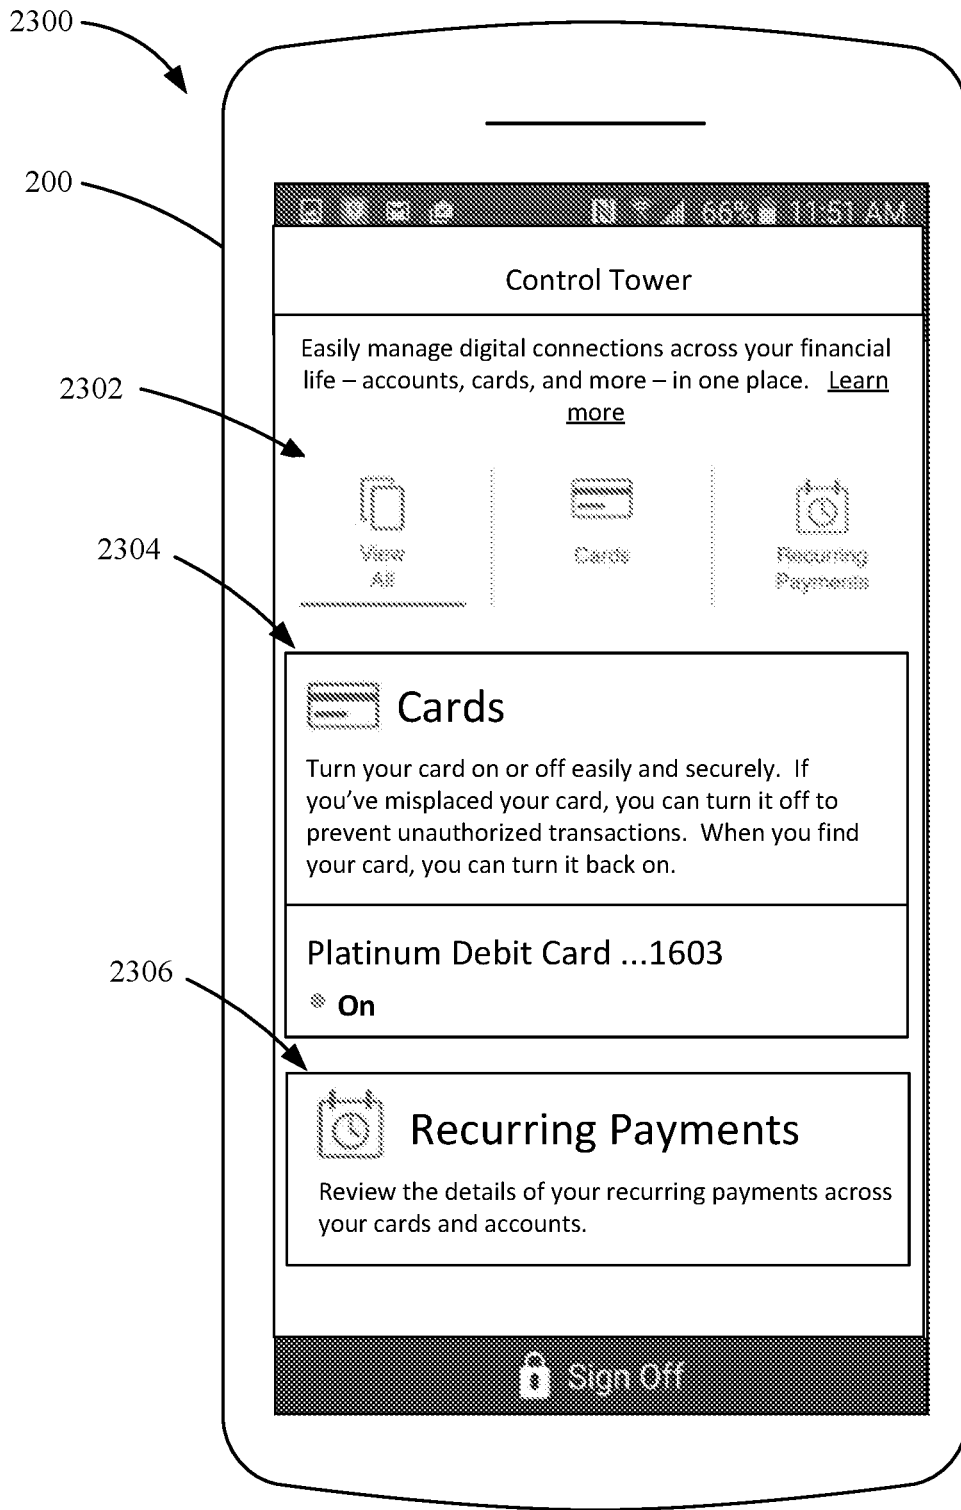 2300
200
66% 11:51 AM
Control Tower
Easily manage digital connections across your financial
life – accounts, cards, and more – in one place. Learn
more
2302
View
All
Cards
Recurring
Payments
2304
Cards
Turn your card on or off easily and securely. If
you've misplaced your card, you can turn it off to
prevent unauthorized transactions. When you find
your card, you can turn it back on.
Platinum Debit Card ...1603
On
2306
Recurring Payments
Review the details of your recurring payments across
your cards and accounts.
Sign Off